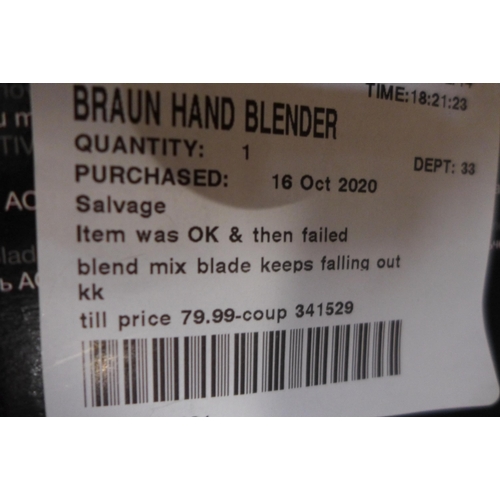 TIME:18:21:23
BRAUN HAND BLENDER
QUANTITY: 1
DEPT: 33
PURCHASED: 16 Oct 2020
Salvage
Item was OK & then failed
blend mix blade keeps falling out
kk
till price 79.99-coup 341529